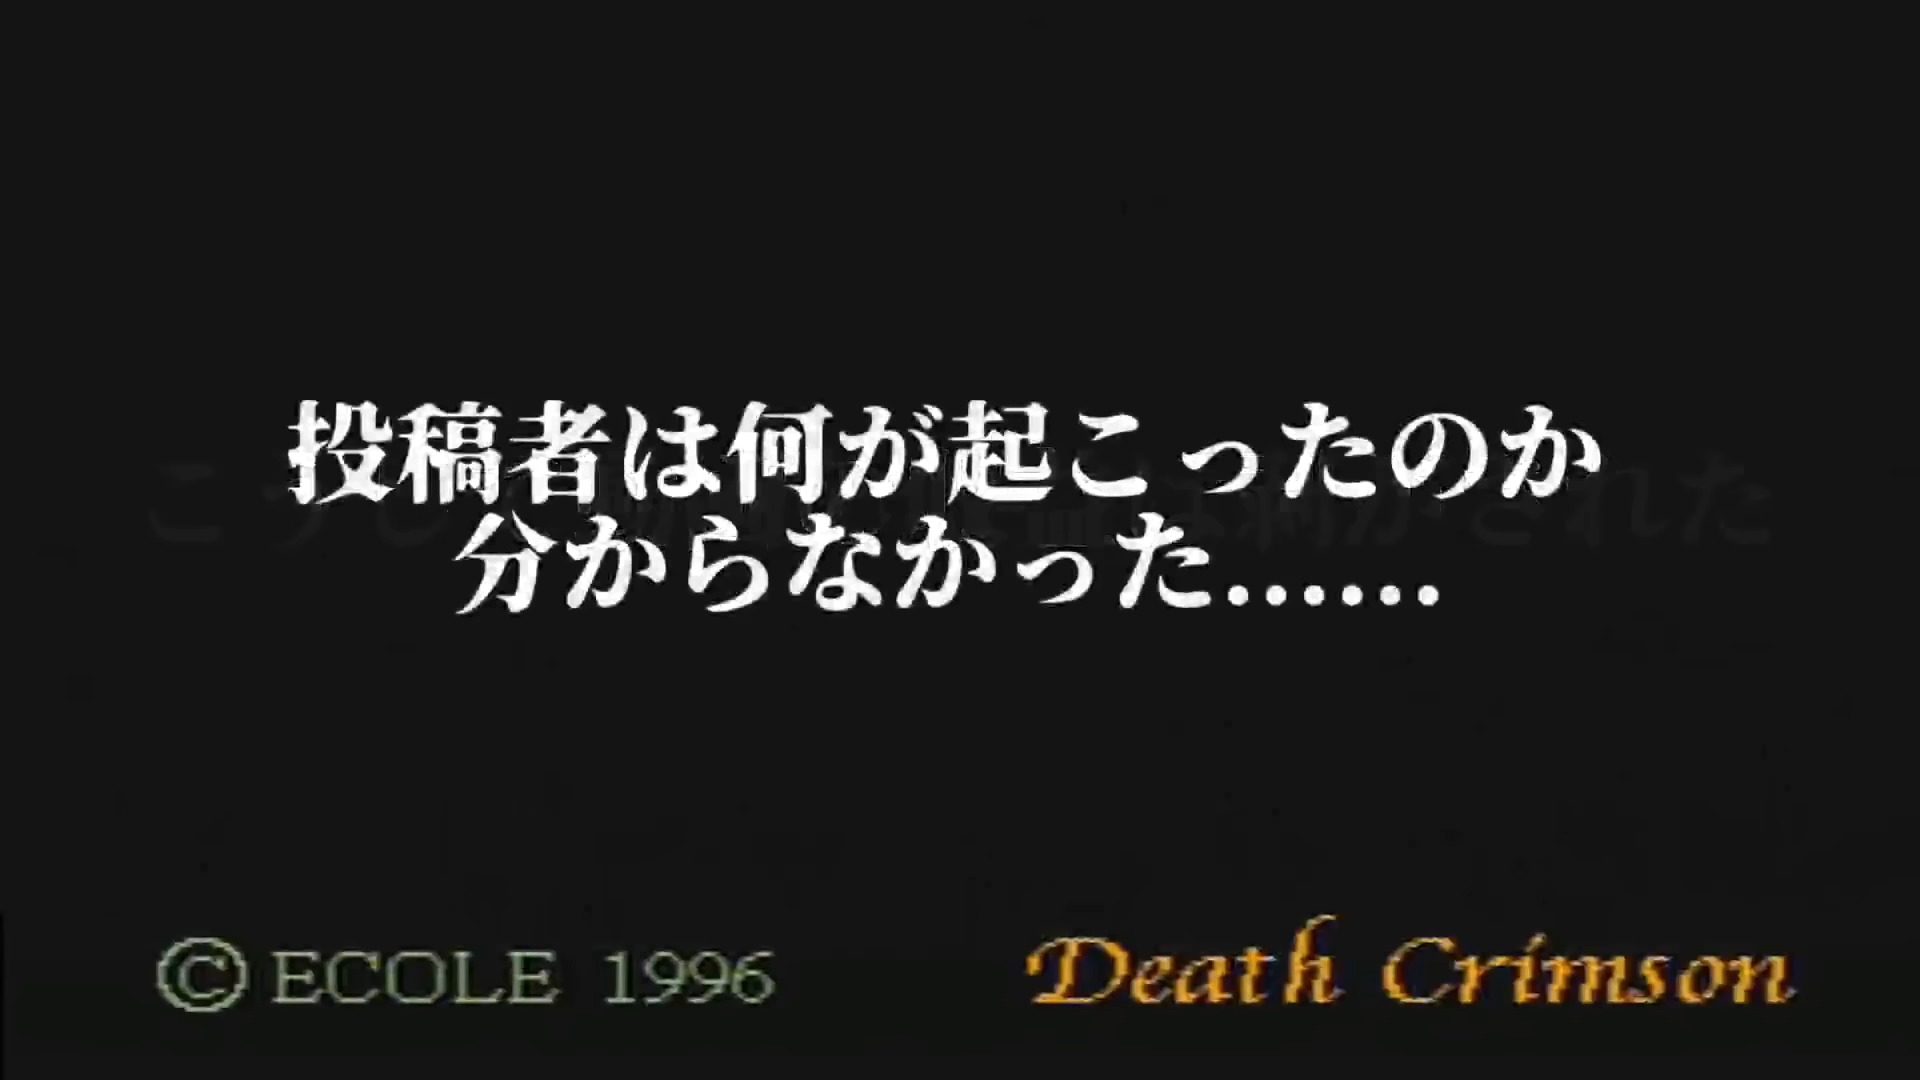 投稿者は何が起こったのか
分からなかった......
© ECOLE 1996
Death Crimson